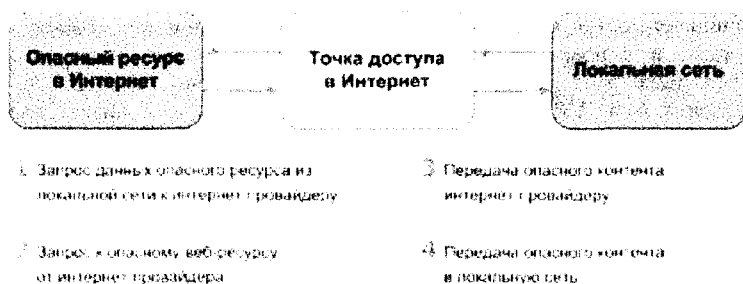 Опасный ресурс
в Интернет
Точка доступа
в Интернет
Локальная сеть
1 Запрос данных опасного ресурса из
локальной сети к интернет провайдеру
2 Запрос к опасному веб-ресурсу
от интернет провайдера
3 Передача опасного контента
интернет провайдеру
4 Передача опасного контента
в локальную сеть